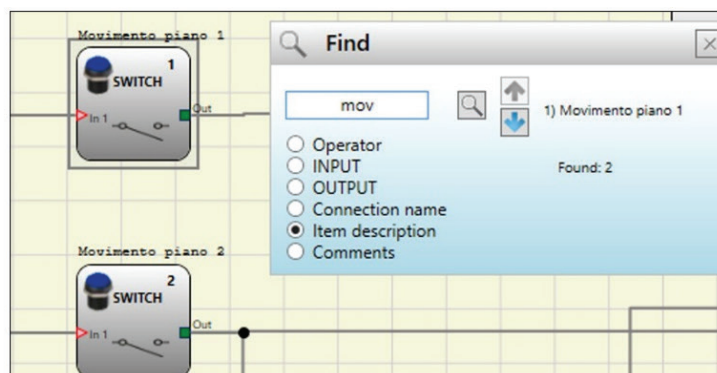 Movimento piano 1
1
SWITCH
In 1
Out
Movimento piano 2
2
SWITCH
In 1
Out
Find
mov
Operator
INPUT
OUTPUT
Connection name
Item description
Comments
1) Movimento piano 1
Found: 2